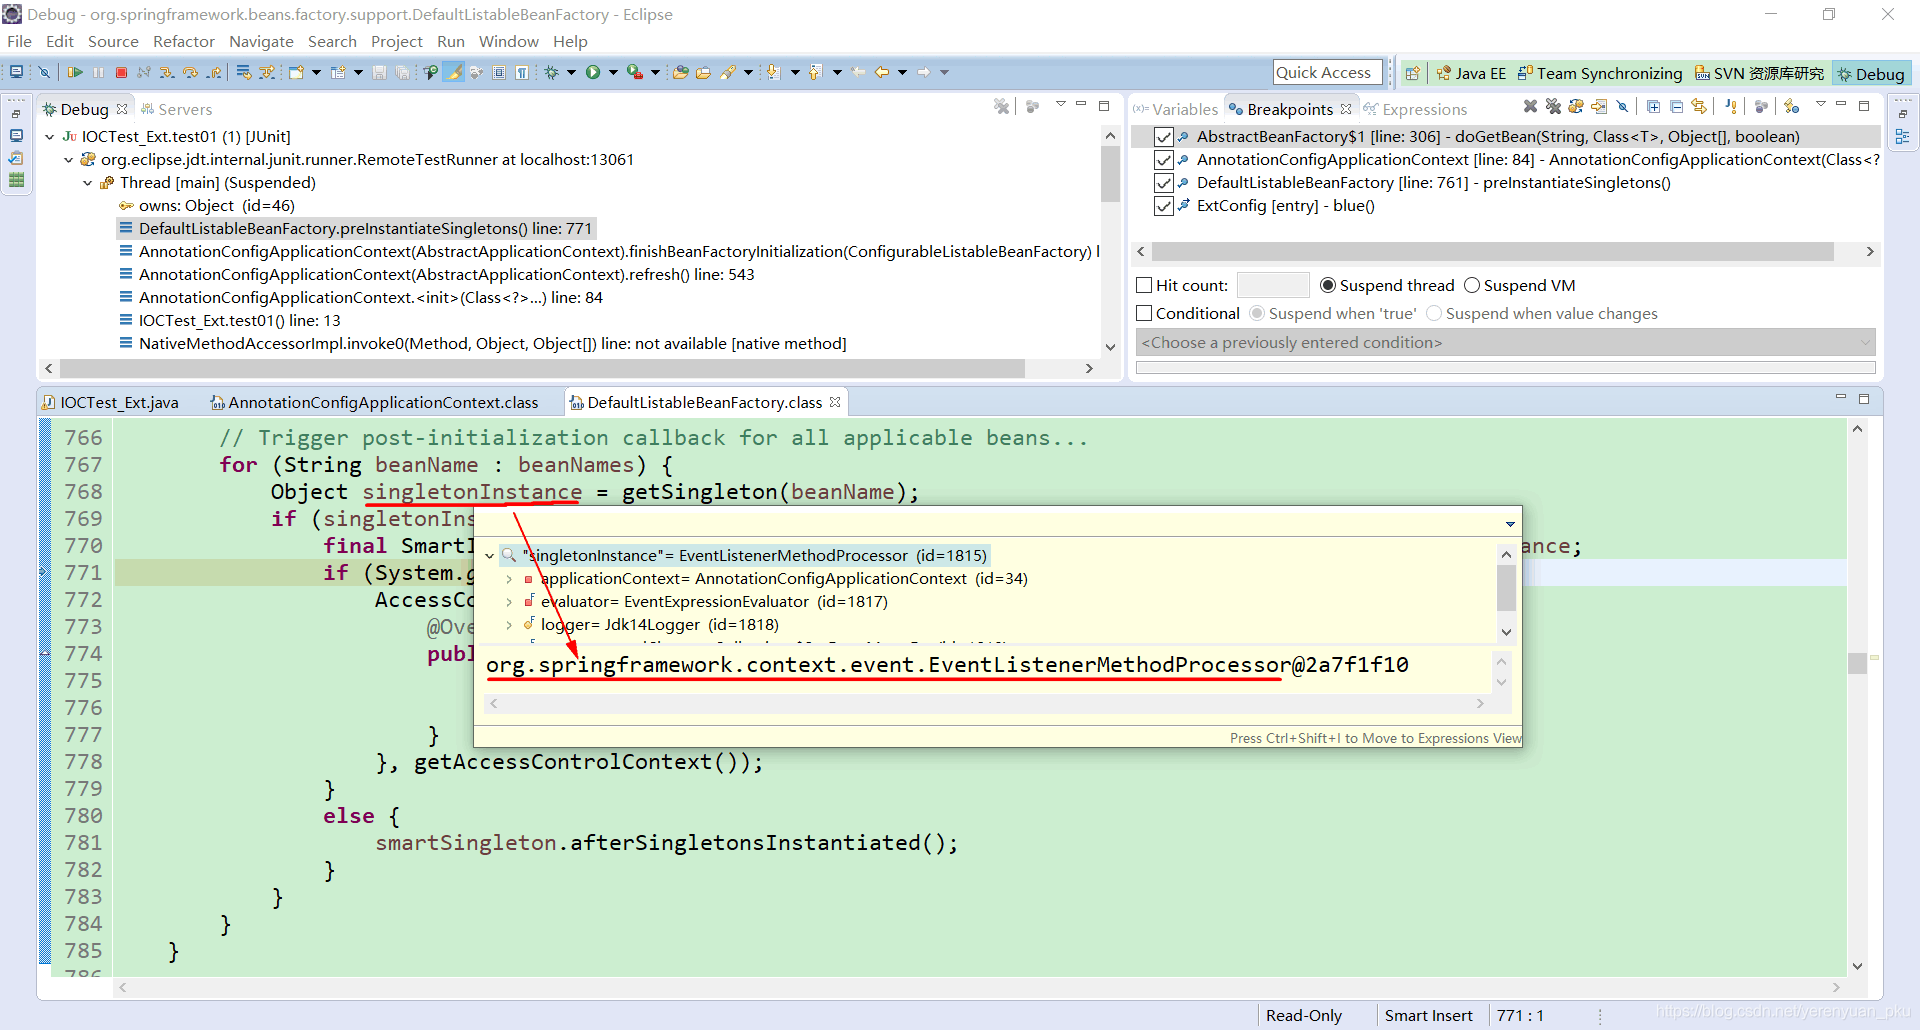 Debug - org.springframework.beans.factory.support.DefaultListableBeanFactory - Eclipse
File Edit Source Refactor Navigate Search Project Run Window Help
Quick Access
Java EE Team Synchronizing SVN 资源库研究 Debug
Debug Servers
IOCTest_Ext.test01 (1) [JUnit]
org.eclipse.jdt.internal.junit.runner.RemoteTestRunner at localhost:13061
Thread [main] (Suspended)
owns: Object (id=46)
DefaultListableBeanFactory.preInstantiateSingletons() line: 771
AnnotationConfigApplicationContext(AbstractApplicationContext).finishBeanFactoryInitialization(ConfigurableListableBeanFactory) l
AnnotationConfigApplicationContext(AbstractApplicationContext).refresh() line: 543
AnnotationConfigApplicationContext.<init>(Class<?>...) line: 84
IOCTest_Ext.test01() line: 13
NativeMethodAccessorImpl.invoke0(Method, Object, Object[]) line: not available [native method]
(x)= Variables Breakpoints Expressions
AbstractBeanFactory$1 [line: 306] - doGetBean(String, Class<T>, Object[], boolean)
AnnotationConfigApplicationContext [line: 84] - AnnotationConfigApplicationContext(Class<?
DefaultListableBeanFactory [line: 761] - preInstantiateSingletons()
ExtConfig [entry] - blue()
Hit count: Suspend thread Suspend VM
Conditional Suspend when 'true' Suspend when value changes
<Choose a previously entered condition>
IOCTest_Ext.java AnnotationConfigApplicationContext.class DefaultListableBeanFactory.class
766 // Trigger post-initialization callback for all applicable beans...
767 for (String beanName : beanNames) {
768 Object singletonInstance = getSingleton(beanName);
769 if (singletonIns
770 final SmartI ance;
771 if (System.g
772 AccessCo
773 @Ove
774 publ
775
776
777 }
778 }, getAccessControlContext());
779 }
780 else {
781 smartSingleton.afterSingletonsInstantiated();
782 }
783 }
784 }
785 }
786
"singletonInstance"= EventListenerMethodProcessor (id=1815)
applicationContext= AnnotationConfigApplicationContext (id=34)
evaluator= EventExpressionEvaluator (id=1817)
logger= Jdk14Logger (id=1818)
org.springframework.context.event.EventListenerMethodProcessor@2a7f1f10
Press Ctrl+Shift+I to Move to Expressions View
Read-Only Smart Insert 771 : 1
https://blog.csdn.net/yerenyuan_pku